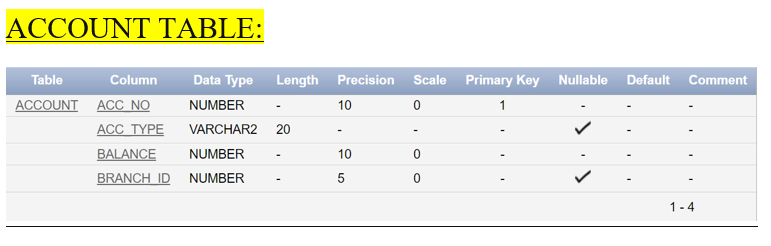 ACCOUNT TABLE:
Table Column Data Type Length Precision Scale Primary Key Nullable Default Comment
ACCOUNT ACC_NO NUMBER - 10 0 1 - - -
ACC_TYPE VARCHAR2 20 - - - ✓ - -
BALANCE NUMBER - 10 0 - - - -
BRANCH_ID NUMBER - 5 0 - ✓ - -
1 - 4